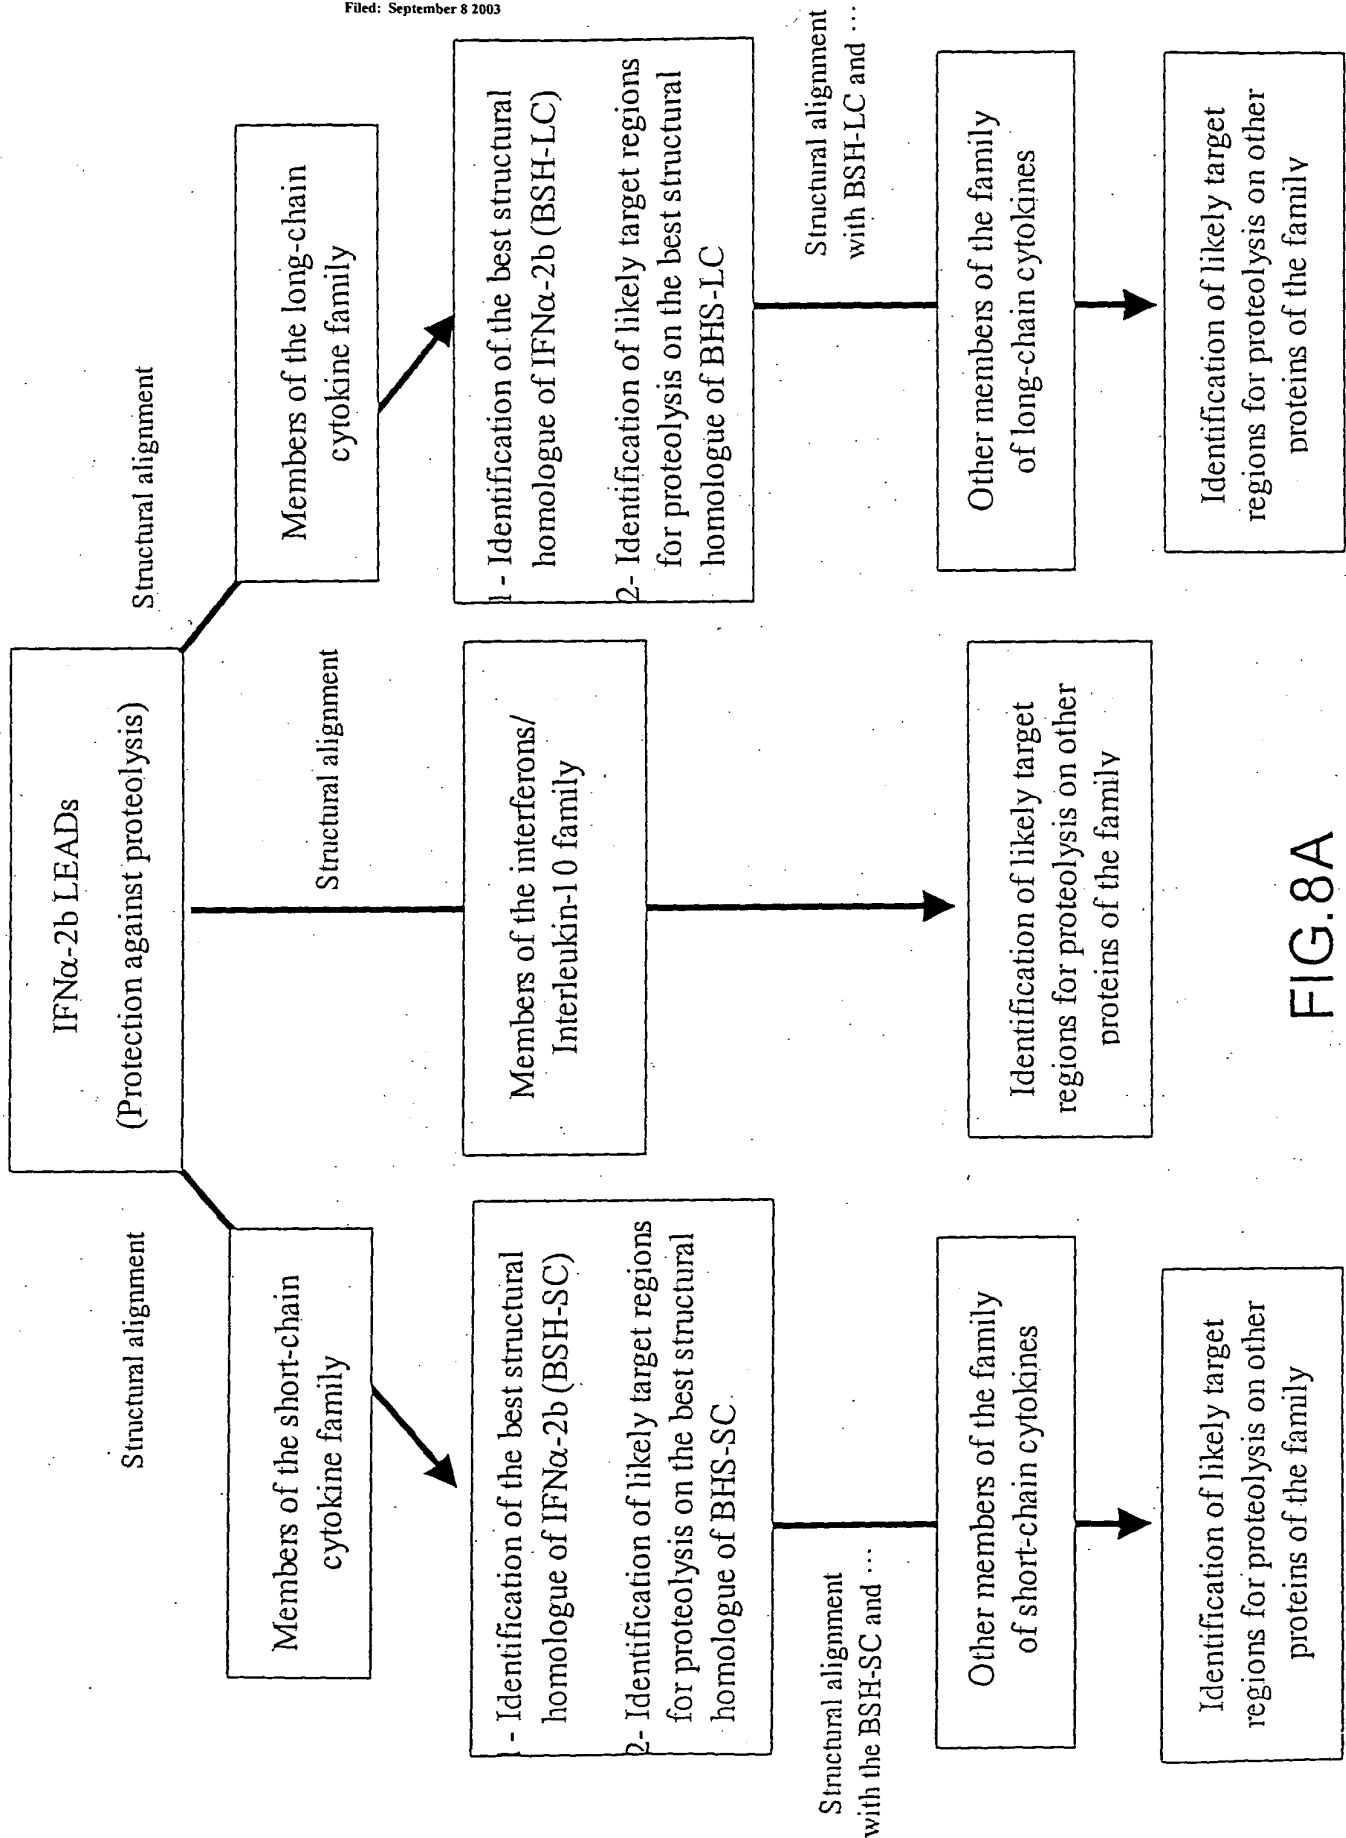 Filed: September 8 2003
IFNα-2b LEADs
(Protection against proteolysis)
Structural alignment
Structural alignment
Structural alignment
Members of the short-chain
cytokine family
Members of the interferons/
Interleukin-10 family
Members of the long-chain
cytokine family
1- Identification of the best structural
homologue of IFNα-2b (BSH-SC)
2- Identification of likely target regions
for proteolysis on the best structural
homologue of BHS-SC
1- Identification of the best structural
homologue of IFNα-2b (BSH-LC)
2- Identification of likely target regions
for proteolysis on the best structural
homologue of BHS-LC
Structural alignment
with the BSH-SC and ...
Structural alignment
with BSH-LC and ...
Other members of the family
of short-chain cytokines
Other members of the family
of long-chain cytokines
Identification of likely target
regions for proteolysis on other
proteins of the family
Identification of likely target
regions for proteolysis on other
proteins of the family
Identification of likely target
regions for proteolysis on other
proteins of the family
FIG.8A